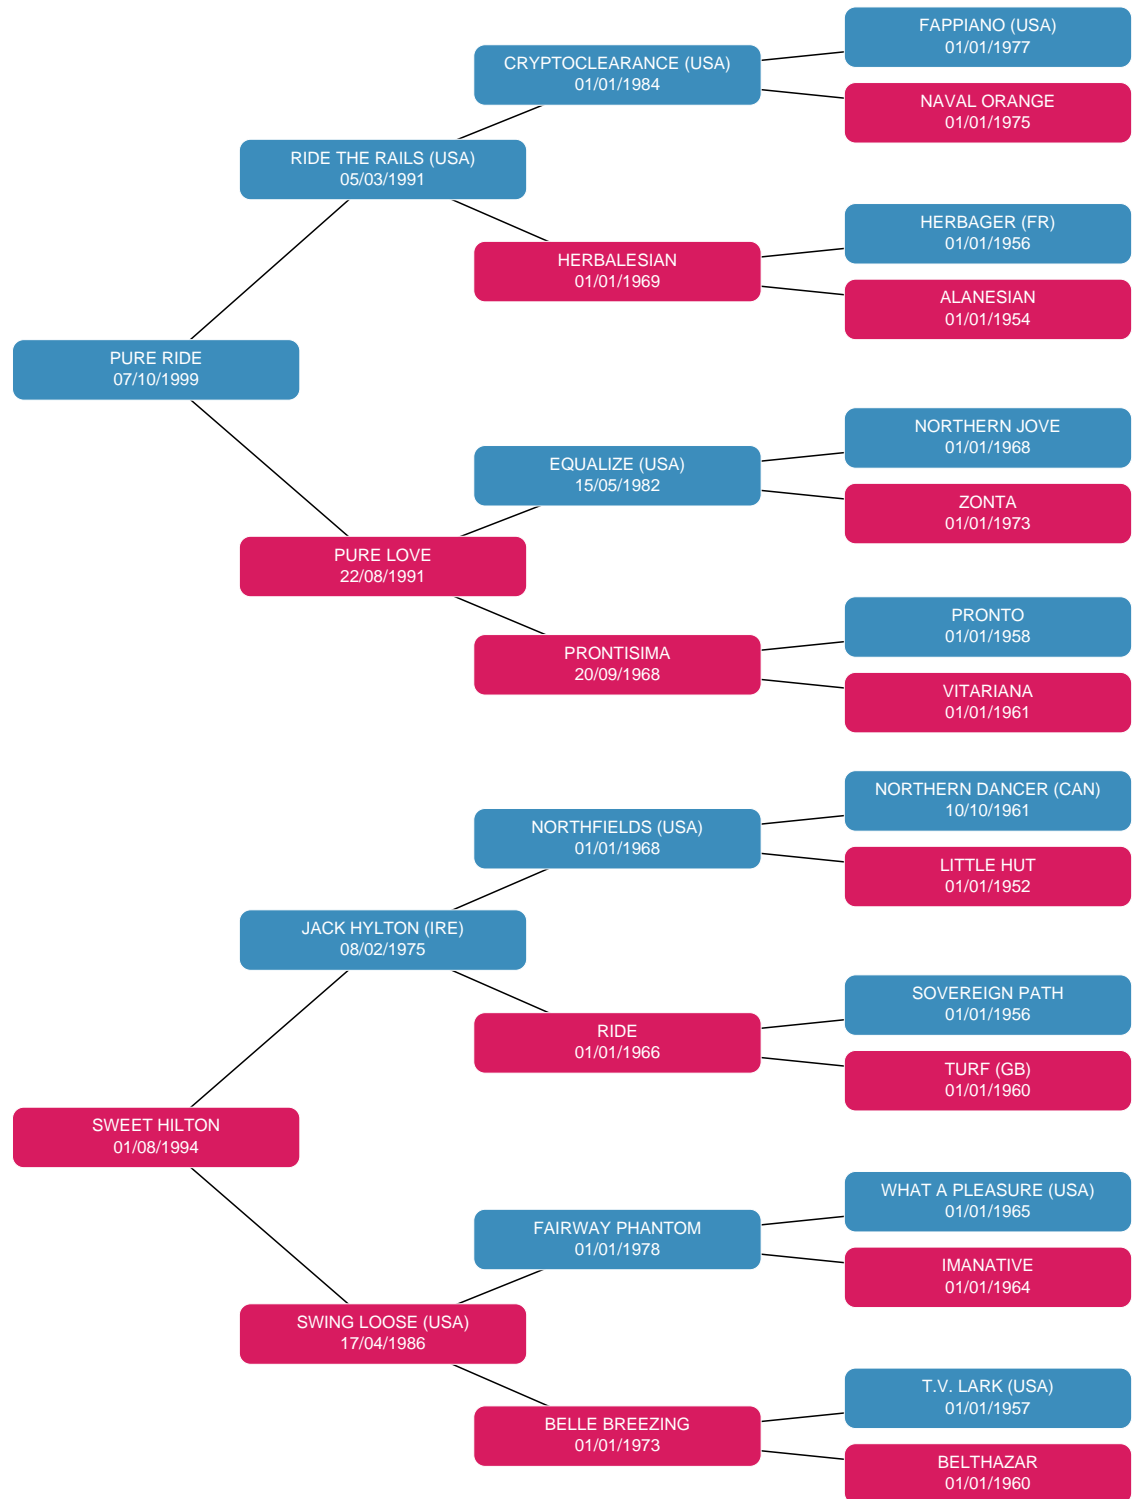 FAPPIANO (USA)
01/01/1977
CRYPTOCLEARANCE (USA)
01/01/1984
NAVAL ORANGE
01/01/1975
RIDE THE RAILS (USA)
05/03/1991
HERBAGER (FR)
01/01/1956
HERBALESIAN
01/01/1969
ALANESIAN
01/01/1954
PURE RIDE
07/10/1999
NORTHERN JOVE
01/01/1968
EQUALIZE (USA)
15/05/1982
ZONTA
01/01/1973
PURE LOVE
22/08/1991
PRONTO
01/01/1958
PRONTISIMA
20/09/1968
VITARIANA
01/01/1961
NORTHERN DANCER (CAN)
10/10/1961
NORTHFIELDS (USA)
01/01/1968
LITTLE HUT
01/01/1952
JACK HYLTON (IRE)
08/02/1975
SOVEREIGN PATH
01/01/1956
RIDE
01/01/1966
TURF (GB)
01/01/1960
SWEET HILTON
01/08/1994
WHAT A PLEASURE (USA)
01/01/1965
FAIRWAY PHANTOM
01/01/1978
IMANATIVE
01/01/1964
SWING LOOSE (USA)
17/04/1986
T.V. LARK (USA)
01/01/1957
BELLE BREEZING
01/01/1973
BELTHAZAR
01/01/1960